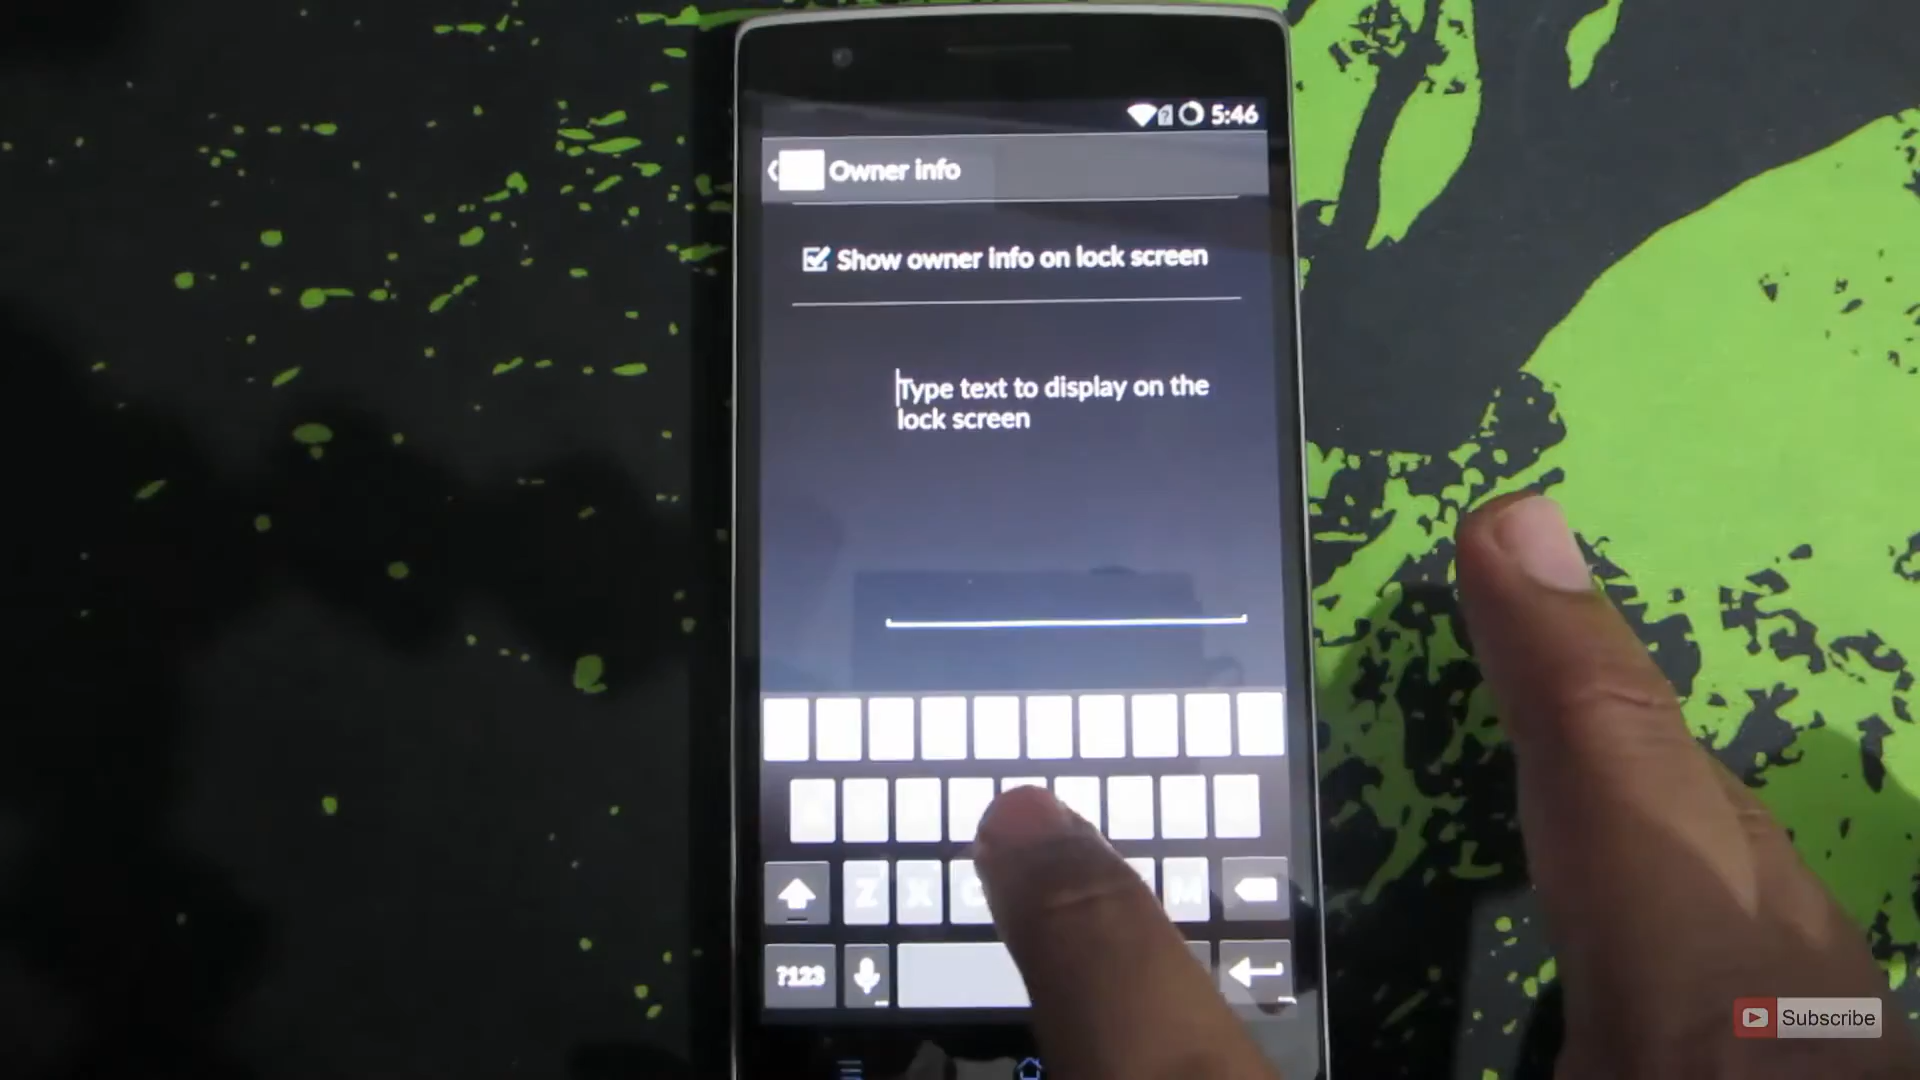 5:46
Owner info
Show owner info on lock screen
Type text to display on the
lock screen
Z X C M
?123
Subscribe